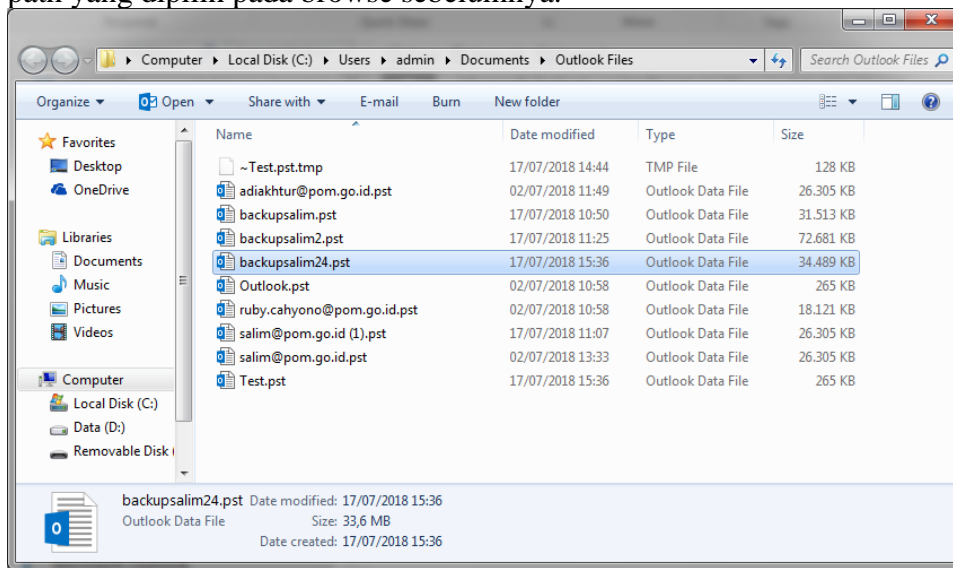 path yang dipilih pada browse sebelumnya.
Computer Local Disk (C:) Users admin Documents Outlook Files Search Outlook Files
Organize Open Share with E-mail Burn New folder
Favorites
Desktop
OneDrive
Libraries
Documents
Music
Pictures
Videos
Computer
Local Disk (C:)
Data (D:)
Removable Disk (
Name Date modified Type Size
~Test.pst.tmp 17/07/2018 14:44 TMP File 128 KB
adiakhtur@pom.go.id.pst 02/07/2018 11:49 Outlook Data File 26.305 KB
backupsalim.pst 17/07/2018 10:50 Outlook Data File 31.513 KB
backupsalim2.pst 17/07/2018 11:25 Outlook Data File 72.681 KB
backupsalim24.pst 17/07/2018 15:36 Outlook Data File 34.489 KB
Outlook.pst 02/07/2018 10:58 Outlook Data File 265 KB
ruby.cahyono@pom.go.id.pst 02/07/2018 10:58 Outlook Data File 18.121 KB
salim@pom.go.id (1).pst 17/07/2018 11:07 Outlook Data File 26.305 KB
salim@pom.go.id.pst 02/07/2018 13:33 Outlook Data File 26.305 KB
Test.pst 17/07/2018 15:36 Outlook Data File 265 KB
backupsalim24.pst Date modified: 17/07/2018 15:36
Outlook Data File Size: 33,6 MB
Date created: 17/07/2018 15:36